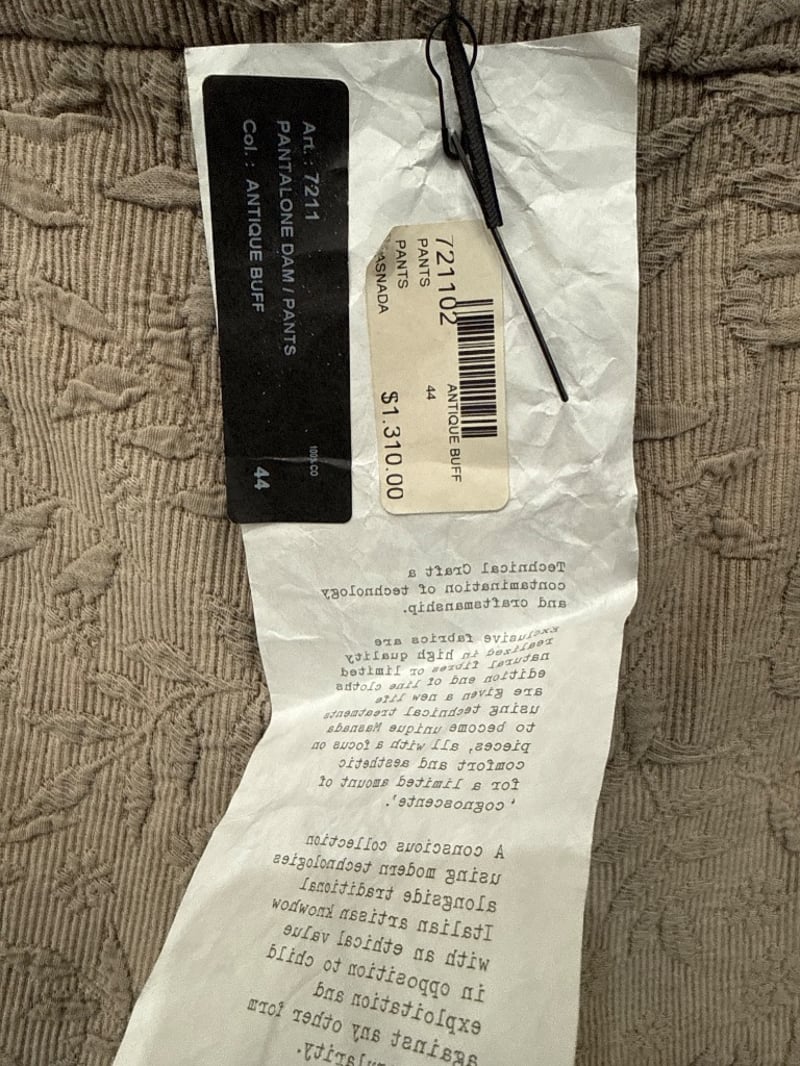 Art.: 7211
PANTALONE DAM / PANTS
Col.: ANTIQUE BUFF
100% CO
44
721102
PANTS
ANTIQUE BUFF
44
PANTS
MASNADA
$1.310.00
Technical Craft a
contamination of technology
and craftsmanship.
Exclusive fabrics are
realized in high quality
natural fibres or limited
edition end of line cloths
are given a new life
using technical treatments
to become unique Masnada
pieces, all with a focus on
comfort and aesthetic
for a limited amount of
'cognoscente'.
A conscious collection
using modern technologies
alongside traditional
Italian artisan knowhow
with an ethical value
in opposition to child
exploitation and
against any other form